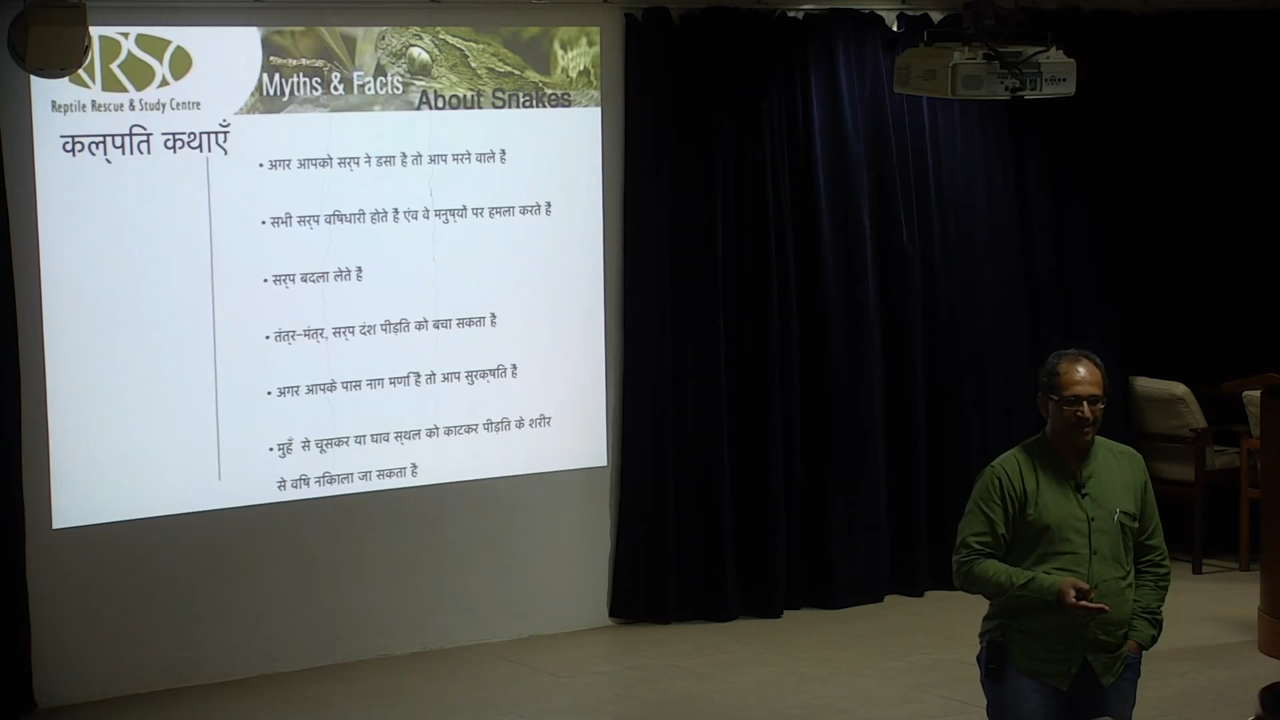 RRSC
Reptile Rescue & Study Centre
Myths & Facts
About Snakes
कल्पति कथाएँ
• अगर आपको सर्प ने डसा है तो आप मरने वाले है
• सभी सर्प वषिधारी होते है एंव वे मनुष्यों पर हमला करते है
• सर्प बदला लेते है
• तंत्र-मंत्र, सर्प दंश पीड़ति को बचा सकता है
• अगर आपके पास नाग मणि है तो आप सुरक्षति है
• मुहँ से चूसकर या घाव स्थल को काटकर पीड़ति के शरीर
से वषि नकिाला जा सकता है